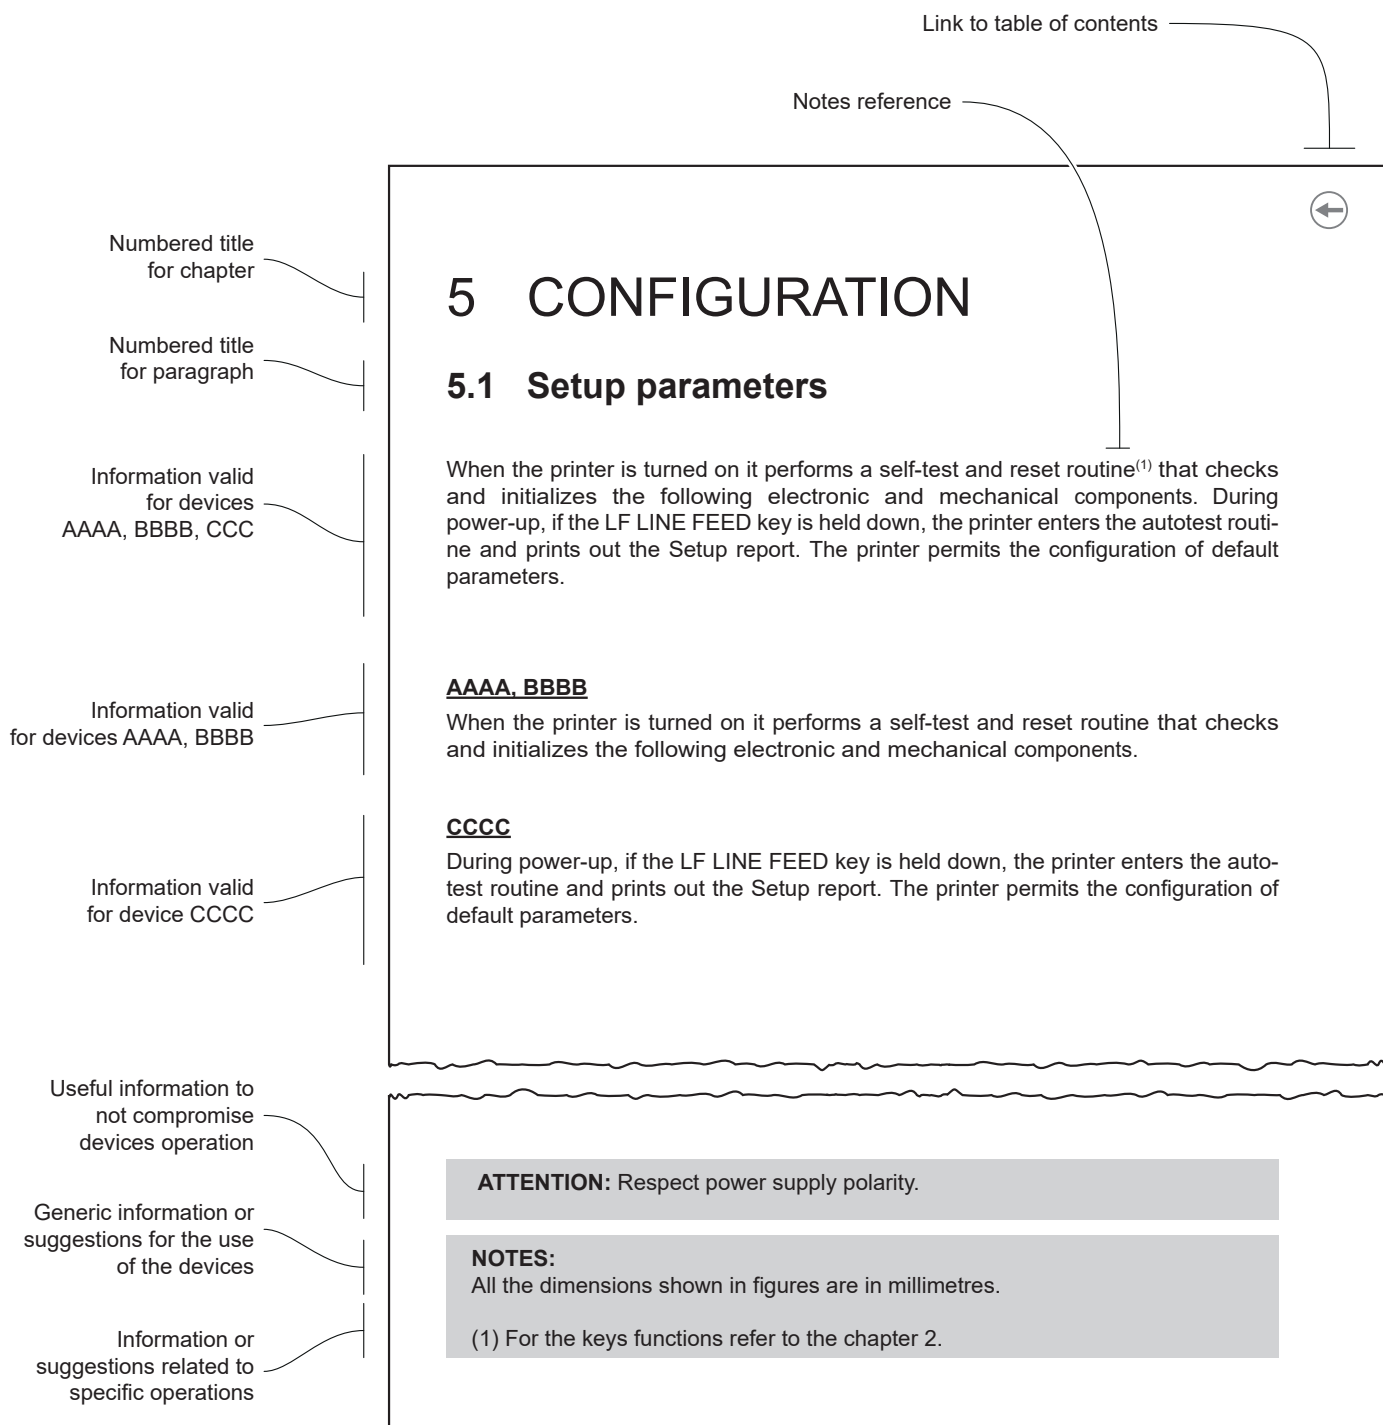 Link to table of contents
Notes reference
Numbered title
for chapter
5 CONFIGURATION
Numbered title
for paragraph
5.1 Setup parameters
Information valid
for devices
AAAA, BBBB, CCC
When the printer is turned on it performs a self-test and reset routine(1) that checks
and initializes the following electronic and mechanical components. During
power-up, if the LF LINE FEED key is held down, the printer enters the autotest routi-
ne and prints out the Setup report. The printer permits the configuration of default
parameters.
Information valid
for devices AAAA, BBBB
AAAA, BBBB
When the printer is turned on it performs a self-test and reset routine that checks
and initializes the following electronic and mechanical components.
Information valid
for device CCCC
CCCC
During power-up, if the LF LINE FEED key is held down, the printer enters the auto-
test routine and prints out the Setup report. The printer permits the configuration of
default parameters.
Useful information to
not compromise
devices operation
ATTENTION: Respect power supply polarity.
Generic information or
suggestions for the use
of the devices
NOTES:
All the dimensions shown in figures are in millimetres.
Information or
suggestions related to
specific operations
(1) For the keys functions refer to the chapter 2.